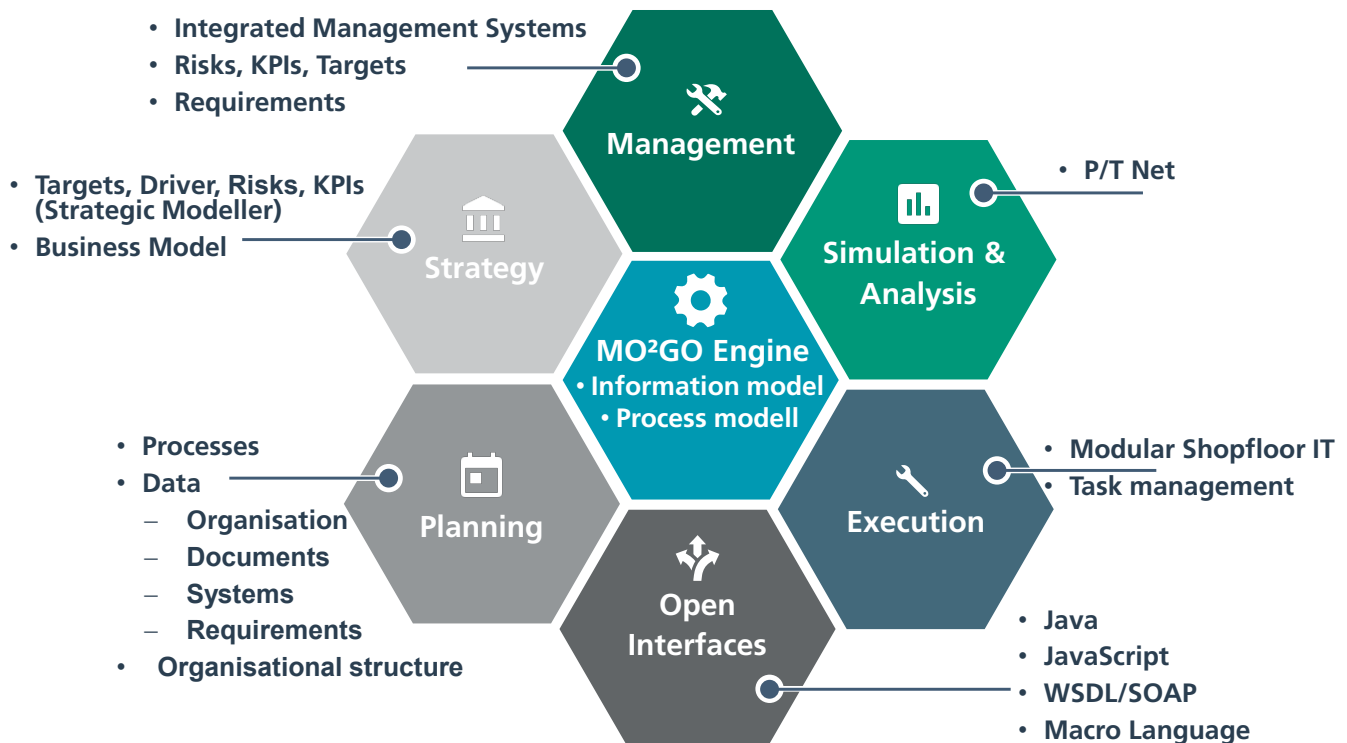 • Integrated Management Systems
• Risks, KPIs, Targets
• Requirements
Management
• Targets, Driver, Risks, KPIs
(Strategic Modeller)
• Business Model
Strategy
• P/T Net
Simulation &
Analysis
MO²GO Engine
• Information model
• Process modell
• Processes
• Data
– Organisation
– Documents
– Systems
– Requirements
• Organisational structure
Planning
• Modular Shopfloor IT
• Task management
Execution
Open
Interfaces
• Java
• JavaScript
• WSDL/SOAP
• Macro Language